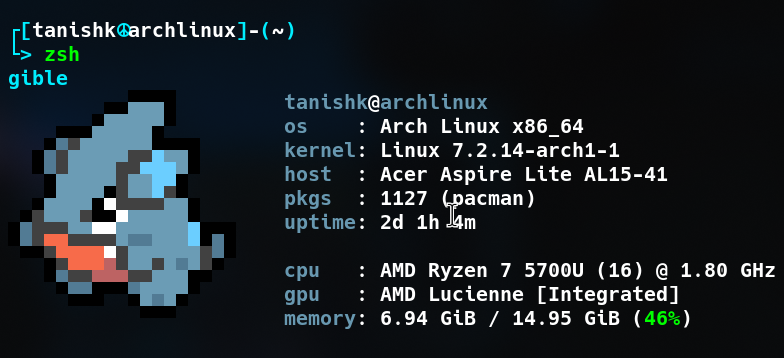 ┌[tanishk☮archlinux]-(~)
└> zsh
gible
tanishk@archlinux
os : Arch Linux x86_64
kernel: Linux 7.2.14-arch1-1
host : Acer Aspire Lite AL15-41
pkgs : 1127 (pacman)
uptime: 2d 1h 4m
cpu : AMD Ryzen 7 5700U (16) @ 1.80 GHz
gpu : AMD Lucienne [Integrated]
memory: 6.94 GiB / 14.95 GiB (46%)